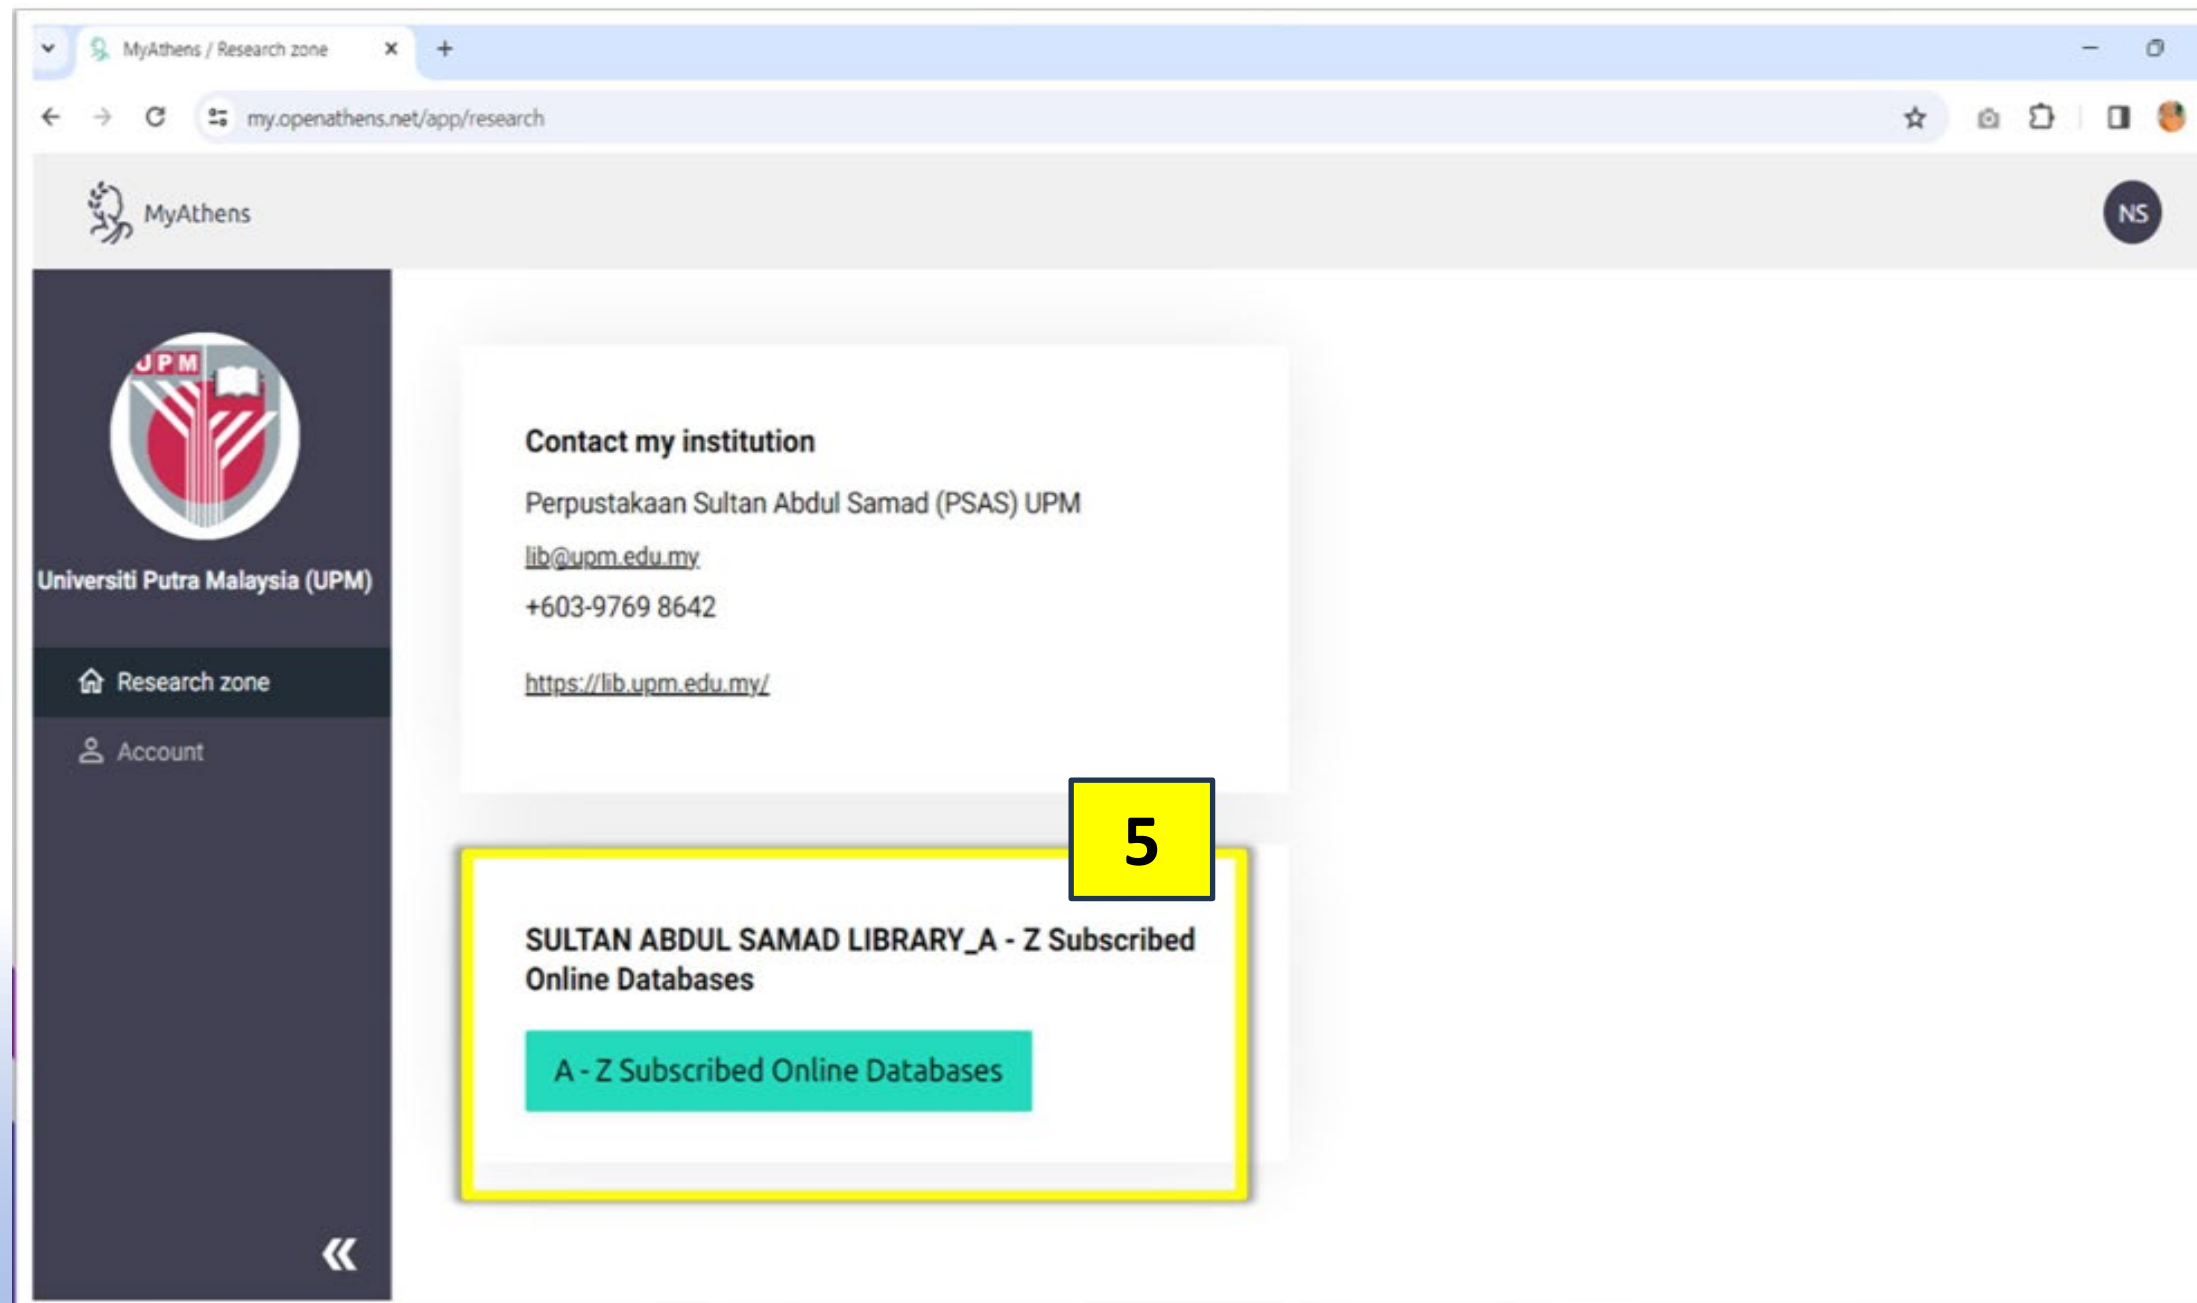 MyAthens / Research zone
my.openathens.net/app/research
MyAthens
NS
UPM
Universiti Putra Malaysia (UPM)
Research zone
Account
Contact my institution
Perpustakaan Sultan Abdul Samad (PSAS) UPM
lib@upm.edu.my
+603-9769 8642
https://lib.upm.edu.my/
5
SULTAN ABDUL SAMAD LIBRARY_A - Z Subscribed
Online Databases
A - Z Subscribed Online Databases